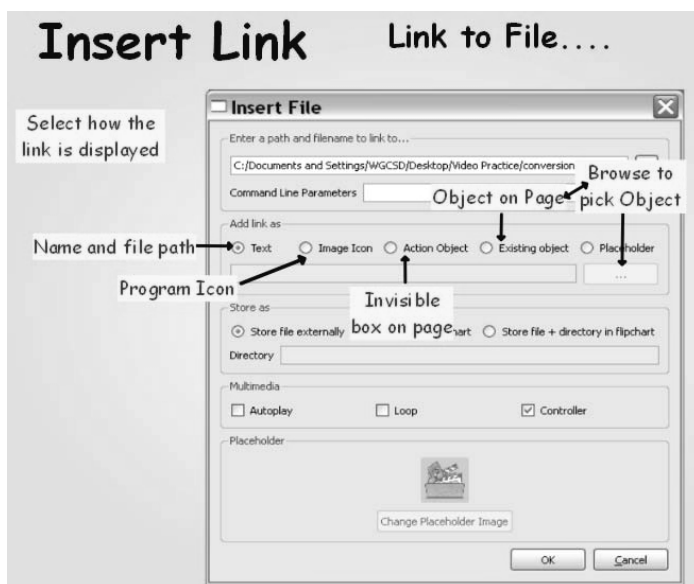 Insert Link
Link to File....
Select how the
link is displayed
Insert File
Enter a path and filename to link to...
C:/Documents and Settings/WGCSD/Desktop/Video Practice/conversion
Browse to
pick Object
Command Line Parameters
Object on Page
Add link as
Name and file path
Text Image Icon Action Object Existing object Placeholder
Program Icon
...
Invisible
box on page
Store as
Store file externally Store file + directory in flipchart
Directory
Multimedia
Autoplay Loop Controller
Placeholder
Change Placeholder Image
OK Cancel